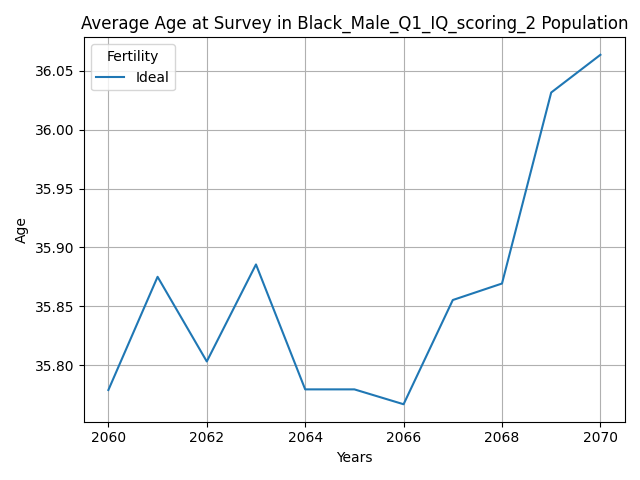 Average Age at Survey in Black_Male_Q1_IQ_scoring_2 Population
Fertility
Ideal
36.05
36.00
35.95
35.90
35.85
35.80
Age
2060 2062 2064 2066 2068 2070
Years